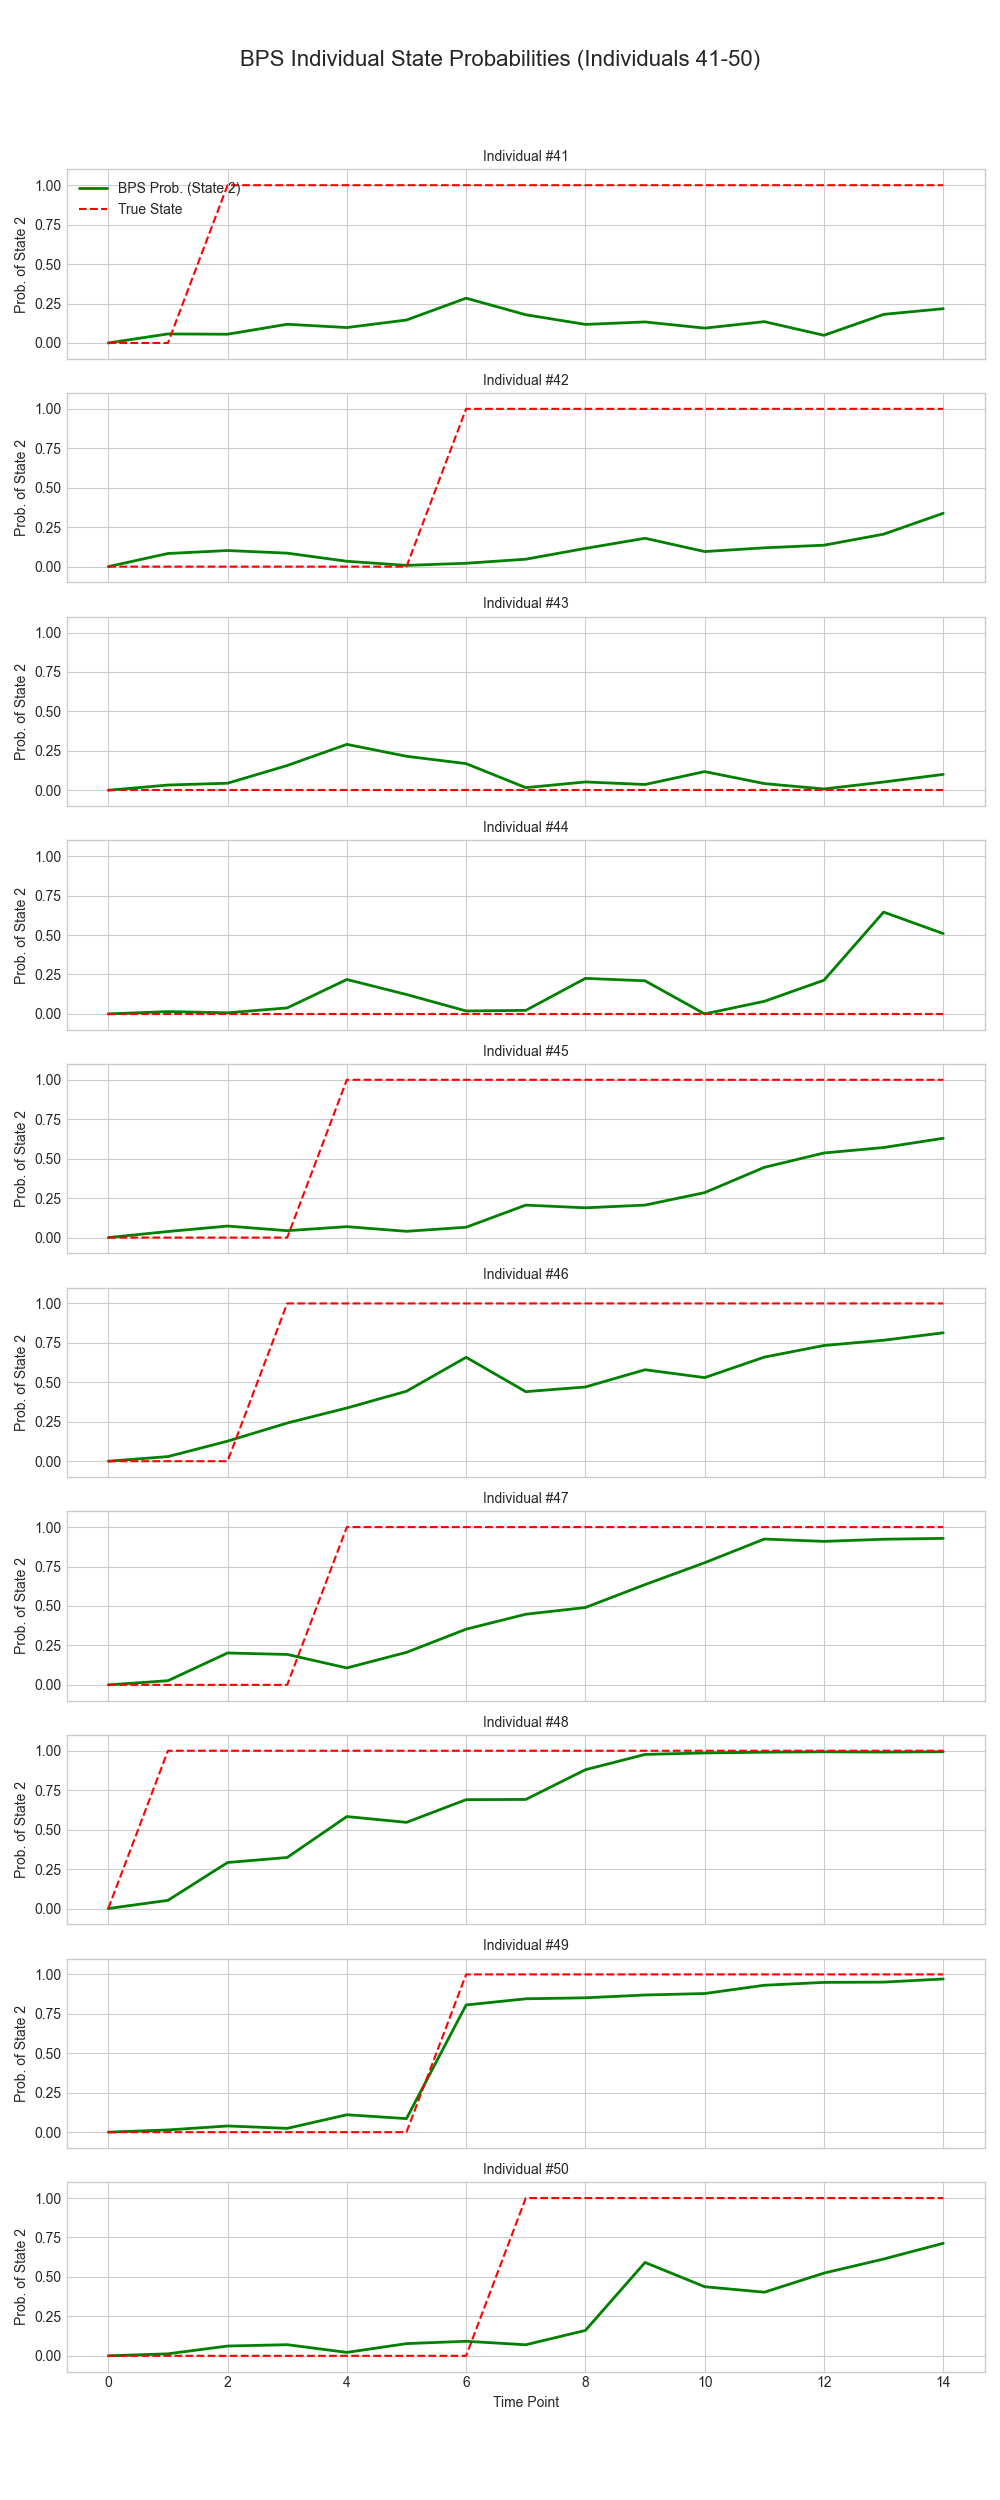 BPS Individual State Probabilities (Individuals 41-50)
Individual #41
BPS Prob. (State 2)
True State
1.00
0.75
0.50
0.25
0.00
Prob. of State 2
Individual #42
1.00
0.75
0.50
0.25
0.00
Prob. of State 2
Individual #43
1.00
0.75
0.50
0.25
0.00
Prob. of State 2
Individual #44
1.00
0.75
0.50
0.25
0.00
Prob. of State 2
Individual #45
1.00
0.75
0.50
0.25
0.00
Prob. of State 2
Individual #46
1.00
0.75
0.50
0.25
0.00
Prob. of State 2
Individual #47
1.00
0.75
0.50
0.25
0.00
Prob. of State 2
Individual #48
1.00
0.75
0.50
0.25
0.00
Prob. of State 2
Individual #49
1.00
0.75
0.50
0.25
0.00
Prob. of State 2
Individual #50
1.00
0.75
0.50
0.25
0.00
Prob. of State 2
0 2 4 6 8 10 12 14
Time Point